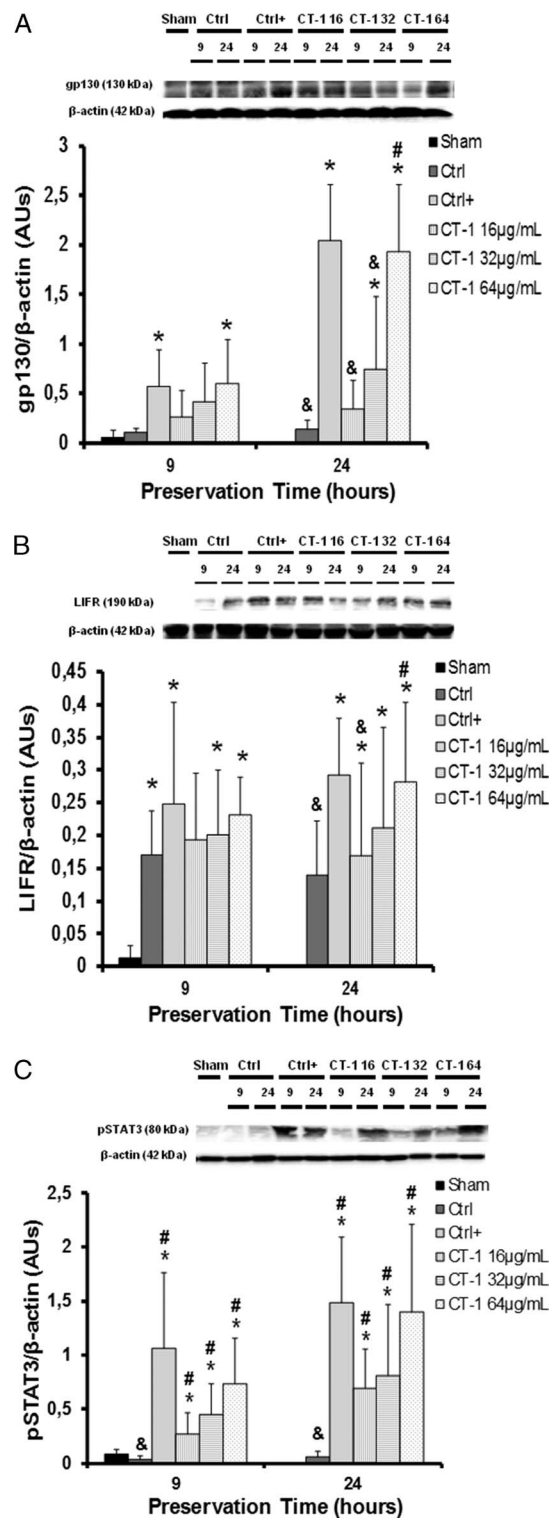 A
Sham Ctrl Ctrl+ CT-1 16 CT-1 32 CT-1 64
9 24 9 24 9 24 9 24 9 24
gp130 (130 kDa)
β-actin (42 kDa)
gp130/β-actin (AUs)
3
2,5
2
1,5
1
0,5
0
* * & * & & * # *
9 24
Preservation Time (hours)
Sham
Ctrl
Ctrl+
CT-1 16µg/mL
CT-1 32µg/mL
CT-1 64µg/mL
B
Sham Ctrl Ctrl+ CT-1 16 CT-1 32 CT-1 64
9 24 9 24 9 24 9 24 9 24
LIFR (190 kDa)
β-actin (42 kDa)
LIFR/β-actin (AUs)
0,45
0,4
0,35
0,3
0,25
0,2
0,15
0,1
0,05
0
* * * * & * & * * # *
9 24
Preservation Time (hours)
Sham
Ctrl
Ctrl+
CT-1 16µg/mL
CT-1 32µg/mL
CT-1 64µg/mL
C
Sham Ctrl Ctrl+ CT-1 16 CT-1 32 CT-1 64
9 24 9 24 9 24 9 24 9 24
pSTAT3 (80 kDa)
β-actin (42 kDa)
pSTAT3/β-actin (AUs)
2,5
2
1,5
1
0,5
0
& # * # * # * # * & # * # * # * # *
9 24
Preservation Time (hours)
Sham
Ctrl
Ctrl+
CT-1 16µg/mL
CT-1 32µg/mL
CT-1 64µg/mL